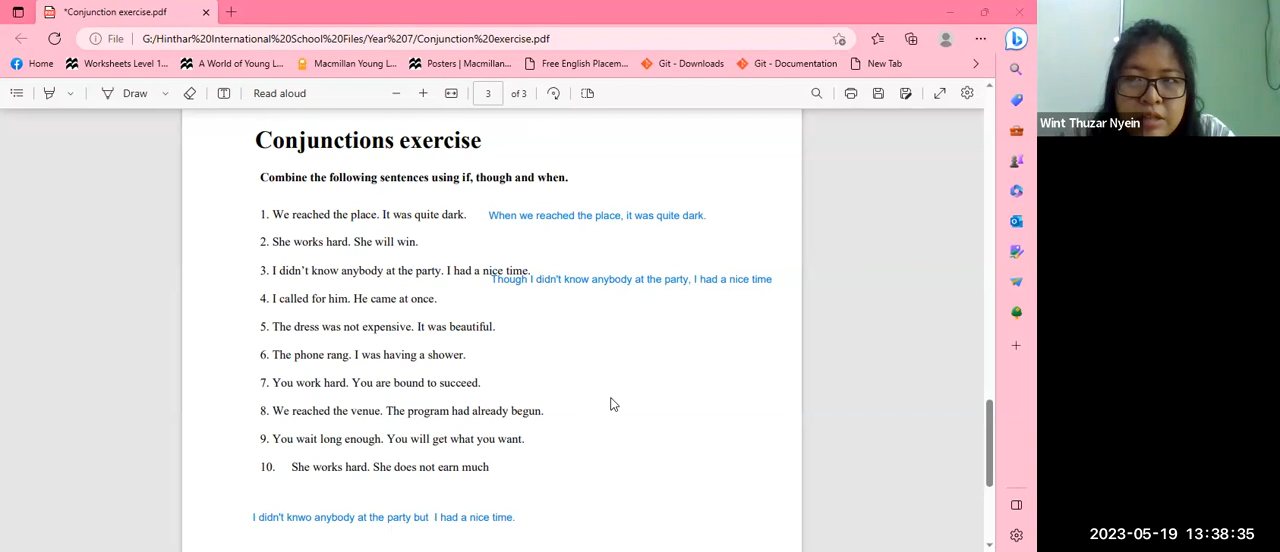 *Conjunction exercise.pdf
File G:/Hinthar%20International%20School%20Files/Year%207/Conjunction%20exercise.pdf
Home Worksheets Level 1... A World of Young L... Macmillan Young L... Posters | Macmillan... Free English Placem... Git - Downloads Git - Documentation New Tab
Draw Read aloud 3 of 3
Wint Thuzar Nyein
Conjunctions exercise
Combine the following sentences using if, though and when.
1. We reached the place. It was quite dark. When we reached the place, it was quite dark.
2. She works hard. She will win.
3. I didn't know anybody at the party. I had a nice time.
Though I didn't know anybody at the party, I had a nice time
4. I called for him. He came at once.
5. The dress was not expensive. It was beautiful.
6. The phone rang. I was having a shower.
7. You work hard. You are bound to succeed.
8. We reached the venue. The program had already begun.
9. You wait long enough. You will get what you want.
10. She works hard. She does not earn much
I didn't knwo anybody at the party but I had a nice time.
2023-05-19 13:38:35